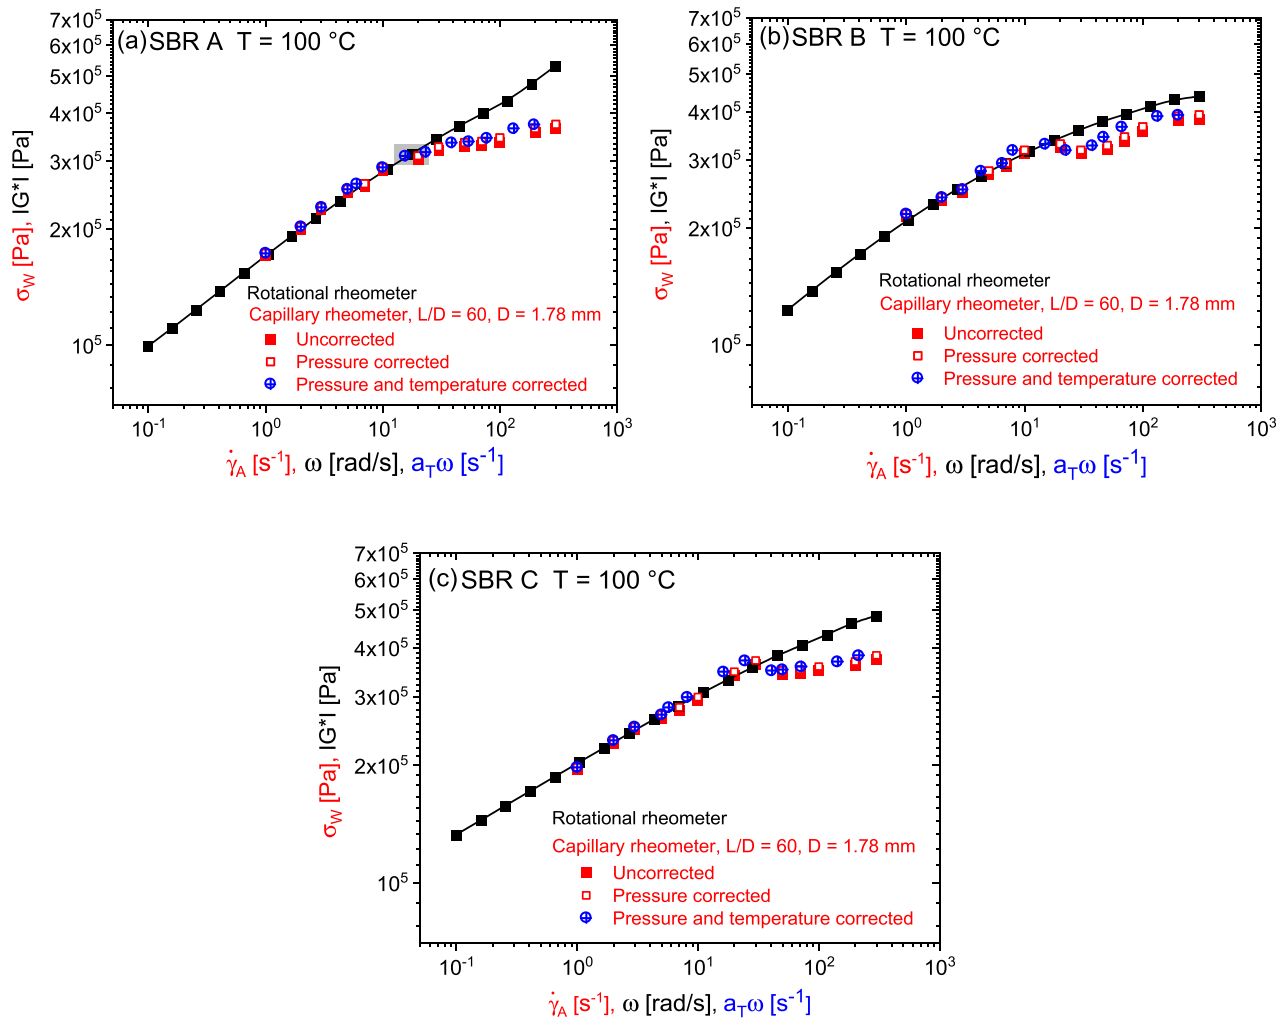 (a) SBR A T = 100 °C
7x10⁵
6x10⁵
5x10⁵
4x10⁵
3x10⁵
2x10⁵
10⁵
σW [Pa], IG*I [Pa]
Rotational rheometer
Capillary rheometer, L/D = 60, D = 1.78 mm
Uncorrected
Pressure corrected
Pressure and temperature corrected
10⁻¹ 10⁰ 10¹ 10² 10³
γ̇A [s⁻¹], ω [rad/s], aTω [s⁻¹]
(b) SBR B T = 100 °C
7x10⁵
6x10⁵
5x10⁵
4x10⁵
3x10⁵
2x10⁵
10⁵
σW [Pa], IG*I [Pa]
Rotational rheometer
Capillary rheometer, L/D = 60, D = 1.78 mm
Uncorrected
Pressure corrected
Pressure and temperature corrected
10⁻¹ 10⁰ 10¹ 10² 10³
γ̇A [s⁻¹], ω [rad/s], aTω [s⁻¹]
(c) SBR C T = 100 °C
7x10⁵
6x10⁵
5x10⁵
4x10⁵
3x10⁵
2x10⁵
10⁵
σW [Pa], IG*I [Pa]
Rotational rheometer
Capillary rheometer, L/D = 60, D = 1.78 mm
Uncorrected
Pressure corrected
Pressure and temperature corrected
10⁻¹ 10⁰ 10¹ 10² 10³
γ̇A [s⁻¹], ω [rad/s], aTω [s⁻¹]